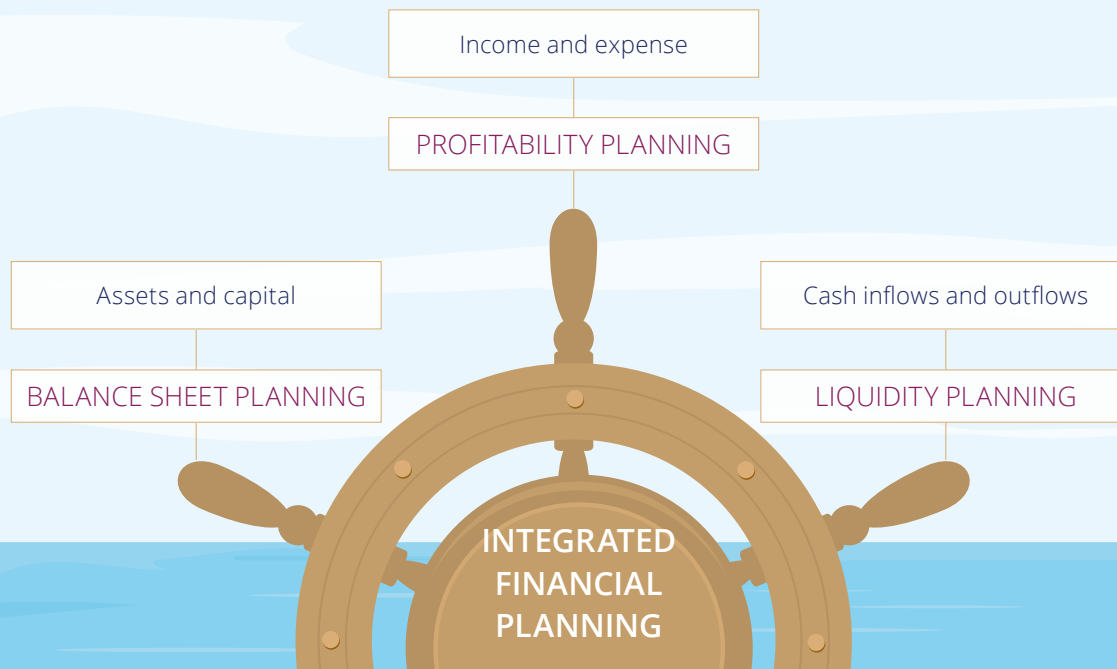 Income and expense
PROFITABILITY PLANNING
Assets and capital
BALANCE SHEET PLANNING
Cash inflows and outflows
LIQUIDITY PLANNING
INTEGRATED
FINANCIAL
PLANNING